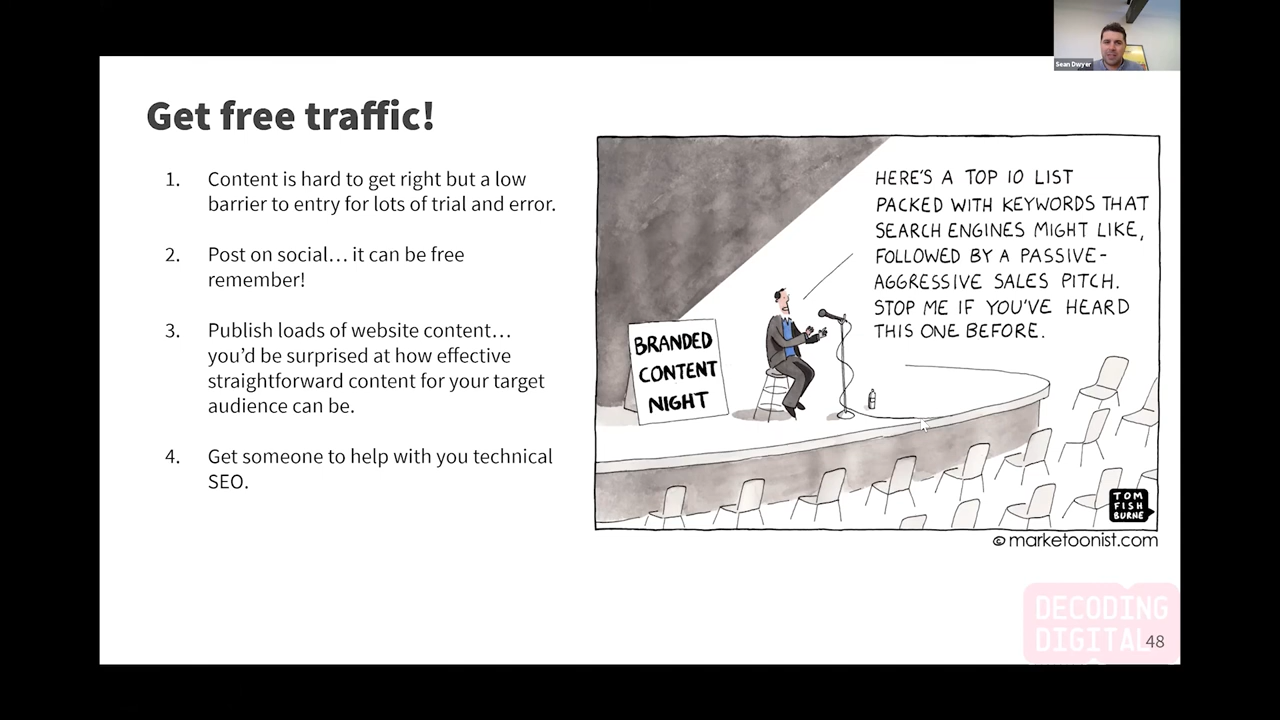 Sean Dwyer
Get free traffic!
1. Content is hard to get right but a low
barrier to entry for lots of trial and error.
2. Post on social… it can be free
remember!
3. Publish loads of website content…
you’d be surprised at how effective
straightforward content for your target
audience can be.
4. Get someone to help with you technical
SEO.
HERE'S A TOP 10 LIST
PACKED WITH KEYWORDS THAT
SEARCH ENGINES MIGHT LIKE,
FOLLOWED BY A PASSIVE-
AGGRESSIVE SALES PITCH.
STOP ME IF YOU'VE HEARD
THIS ONE BEFORE.
BRANDED
CONTENT
NIGHT
TOM
FISH
BURNE
© marketoonist.com
DECODING
DIGITAL
48